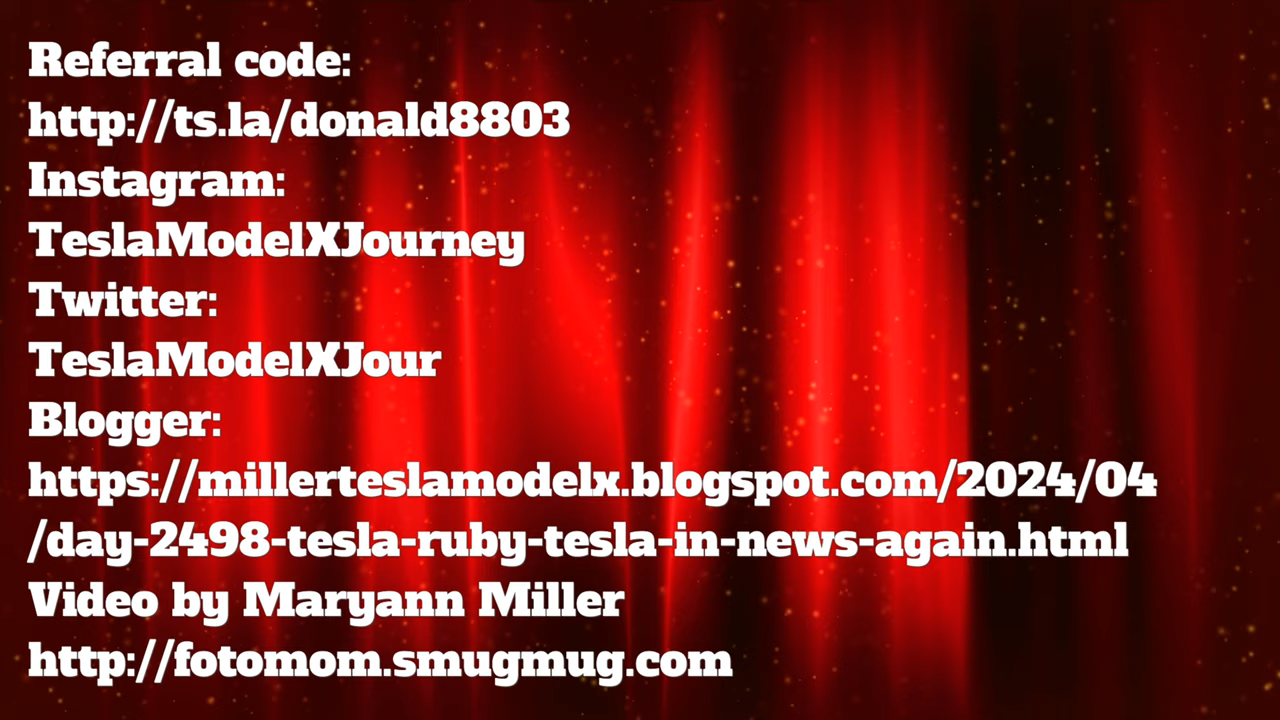 Referral code:
http://ts.la/donald8803
Instagram:
TeslaModelXJourney
Twitter:
TeslaModelXJour
Blogger:
https://millerteslamodelx.blogspot.com/2024/04
/day-2498-tesla-ruby-tesla-in-news-again.html
Video by Maryann Miller
http://fotomom.smugmug.com